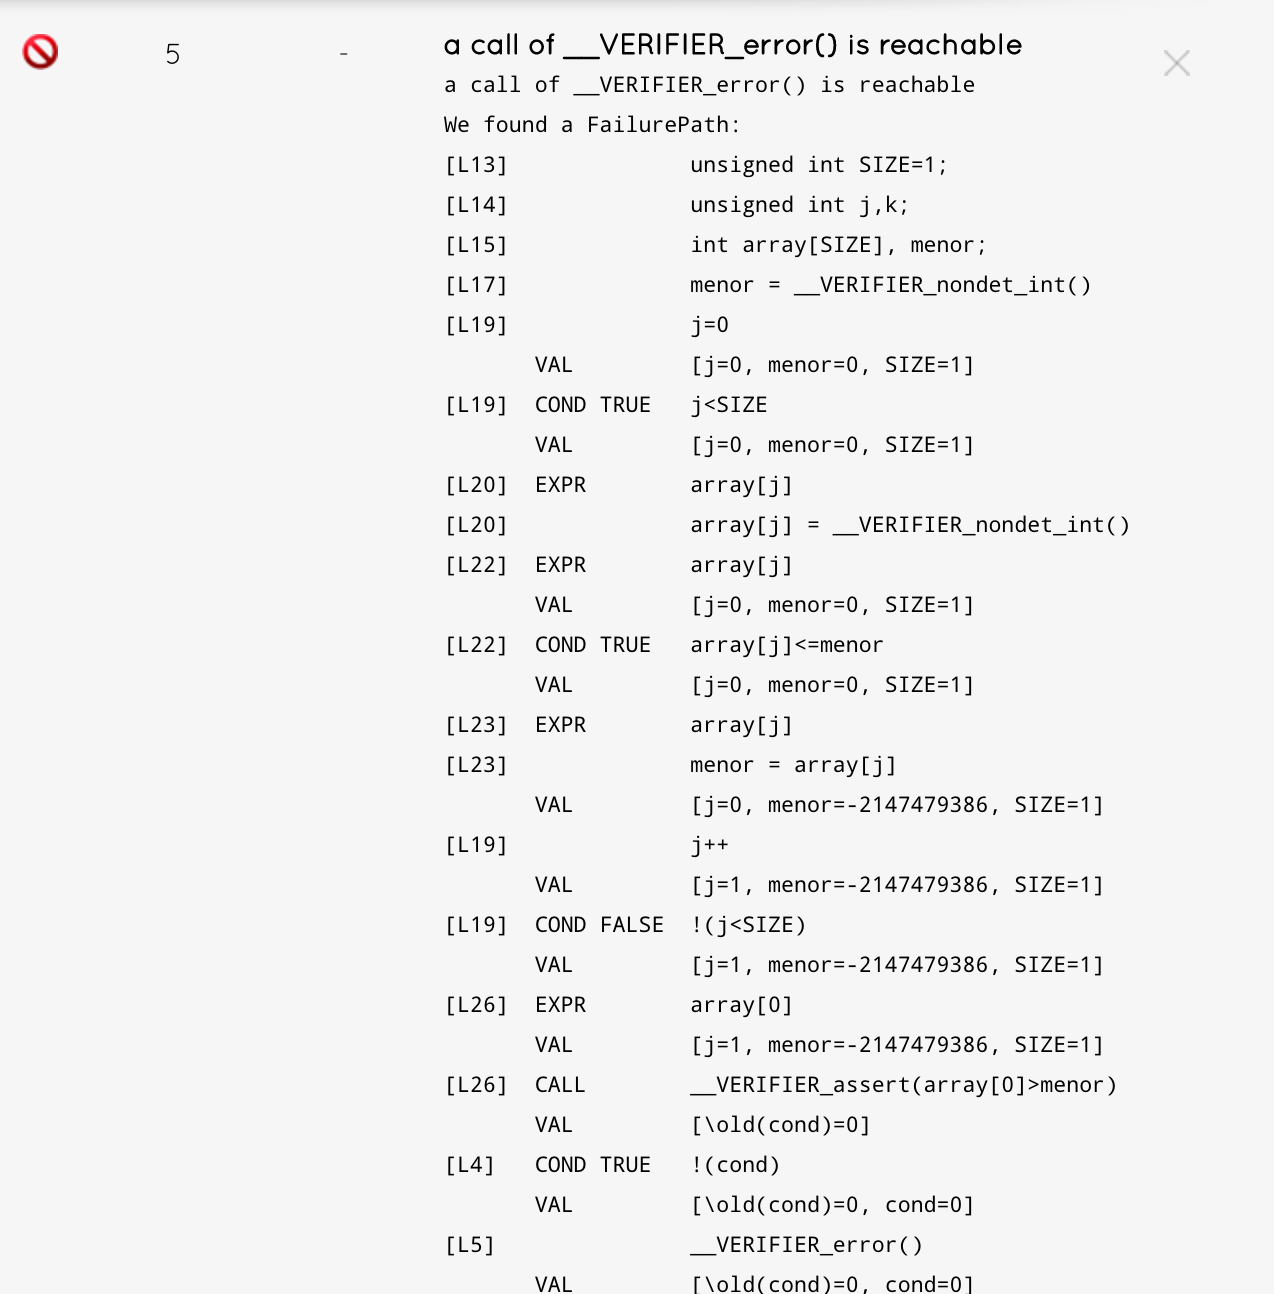 5 - a call of __VERIFIER_error() is reachable
a call of __VERIFIER_error() is reachable
We found a FailurePath:
[L13] unsigned int SIZE=1;
[L14] unsigned int j,k;
[L15] int array[SIZE], menor;
[L17] menor = __VERIFIER_nondet_int()
[L19] j=0
VAL [j=0, menor=0, SIZE=1]
[L19] COND TRUE j<SIZE
VAL [j=0, menor=0, SIZE=1]
[L20] EXPR array[j]
[L20] array[j] = __VERIFIER_nondet_int()
[L22] EXPR array[j]
VAL [j=0, menor=0, SIZE=1]
[L22] COND TRUE array[j]<=menor
VAL [j=0, menor=0, SIZE=1]
[L23] EXPR array[j]
[L23] menor = array[j]
VAL [j=0, menor=-2147479386, SIZE=1]
[L19] j++
VAL [j=1, menor=-2147479386, SIZE=1]
[L19] COND FALSE !(j<SIZE)
VAL [j=1, menor=-2147479386, SIZE=1]
[L26] EXPR array[0]
VAL [j=1, menor=-2147479386, SIZE=1]
[L26] CALL __VERIFIER_assert(array[0]>menor)
VAL [\old(cond)=0]
[L4] COND TRUE !(cond)
VAL [\old(cond)=0, cond=0]
[L5] __VERIFIER_error()
VAL [\old(cond)=0, cond=0]